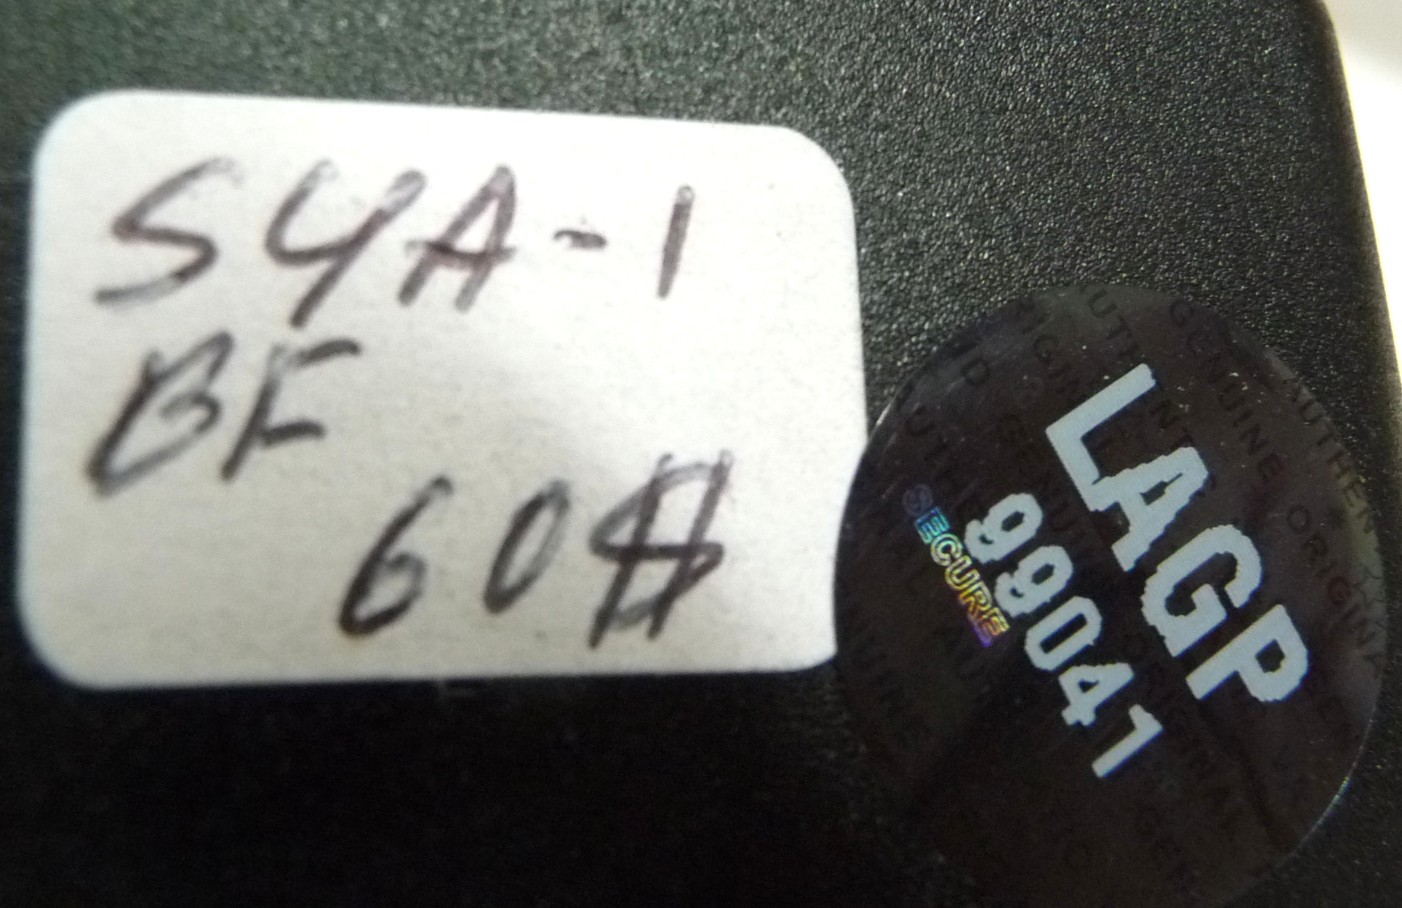 SYA-1
BF
60$
LAGP
99041
SECURE